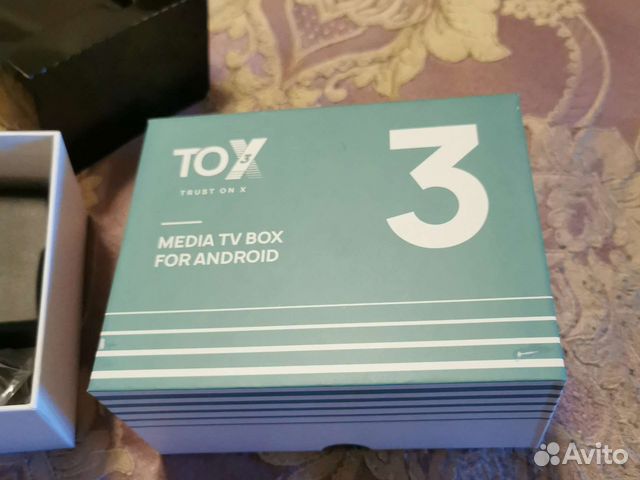 TOX3
TRUST ON X
MEDIA TV BOX
FOR ANDROID
3
Avito